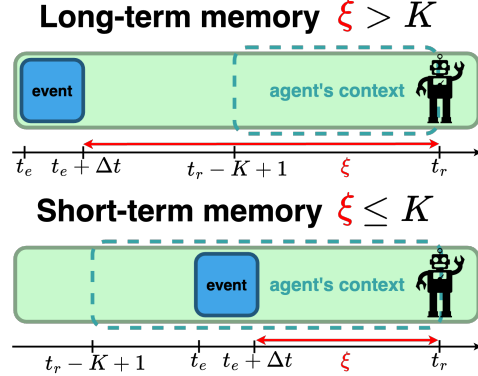 Long-term memory ξ > K
event
agent's context
t_e t_e + Δt t_r − K + 1 ξ t_r
Short-term memory ξ ≤ K
event
agent's context
t_r − K + 1 t_e t_e + Δt ξ t_r